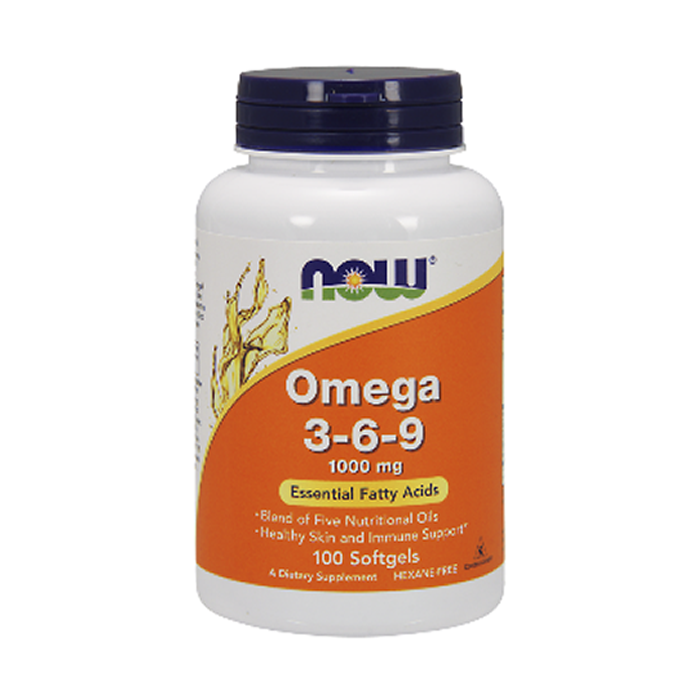 NOW®
Omega
3-6-9
1000 mg
Essential Fatty Acids
•Blend of Five Nutritional Oils
•Healthy Skin and Immune Support*
100 Softgels
A Dietary Supplement HEXANE-FREE